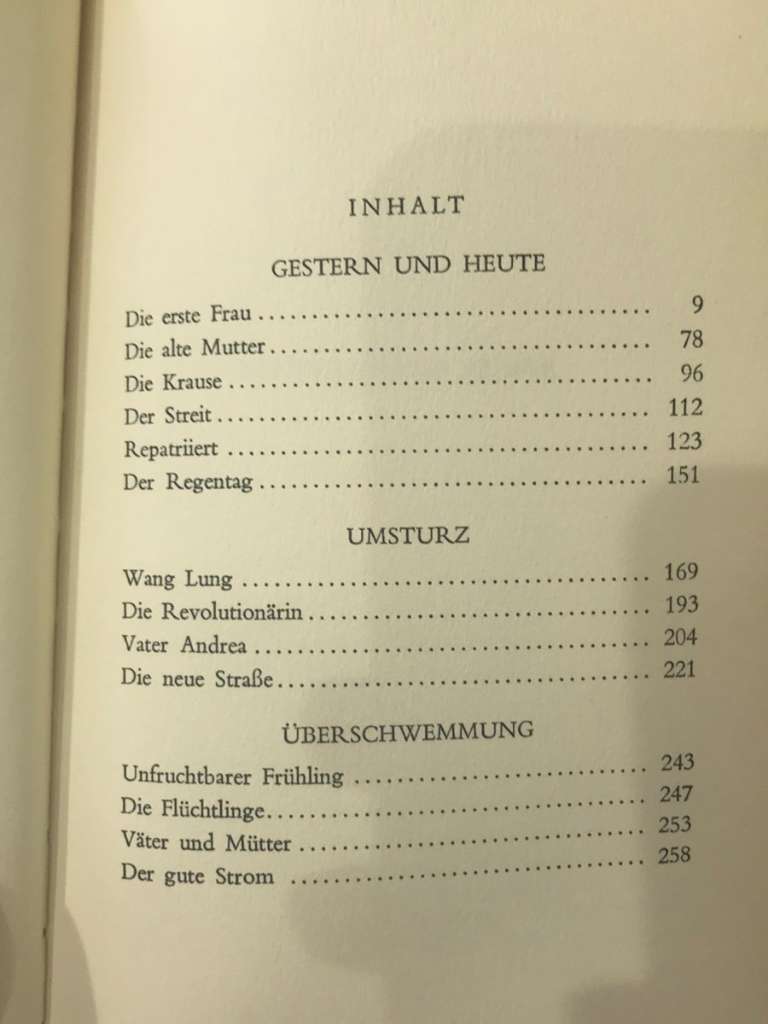 INHALT
GESTERN UND HEUTE
Die erste Frau .................................... 9
Die alte Mutter................................... 78
Die Krause ....................................... 96
Der Streit........................................ 112
Repatriiert ....................................... 123
Der Regentag.................................... 151
UMSTURZ
Wang Lung ...................................... 169
Die Revolutionärin................................ 193
Vater Andrea ..................................... 204
Die neue Straße................................... 221
ÜBERSCHWEMMUNG
Unfruchtbarer Frühling ........................... 243
Die Flüchtlinge................................... 247
Väter und Mütter ................................ 253
Der gute Strom ................................. 258